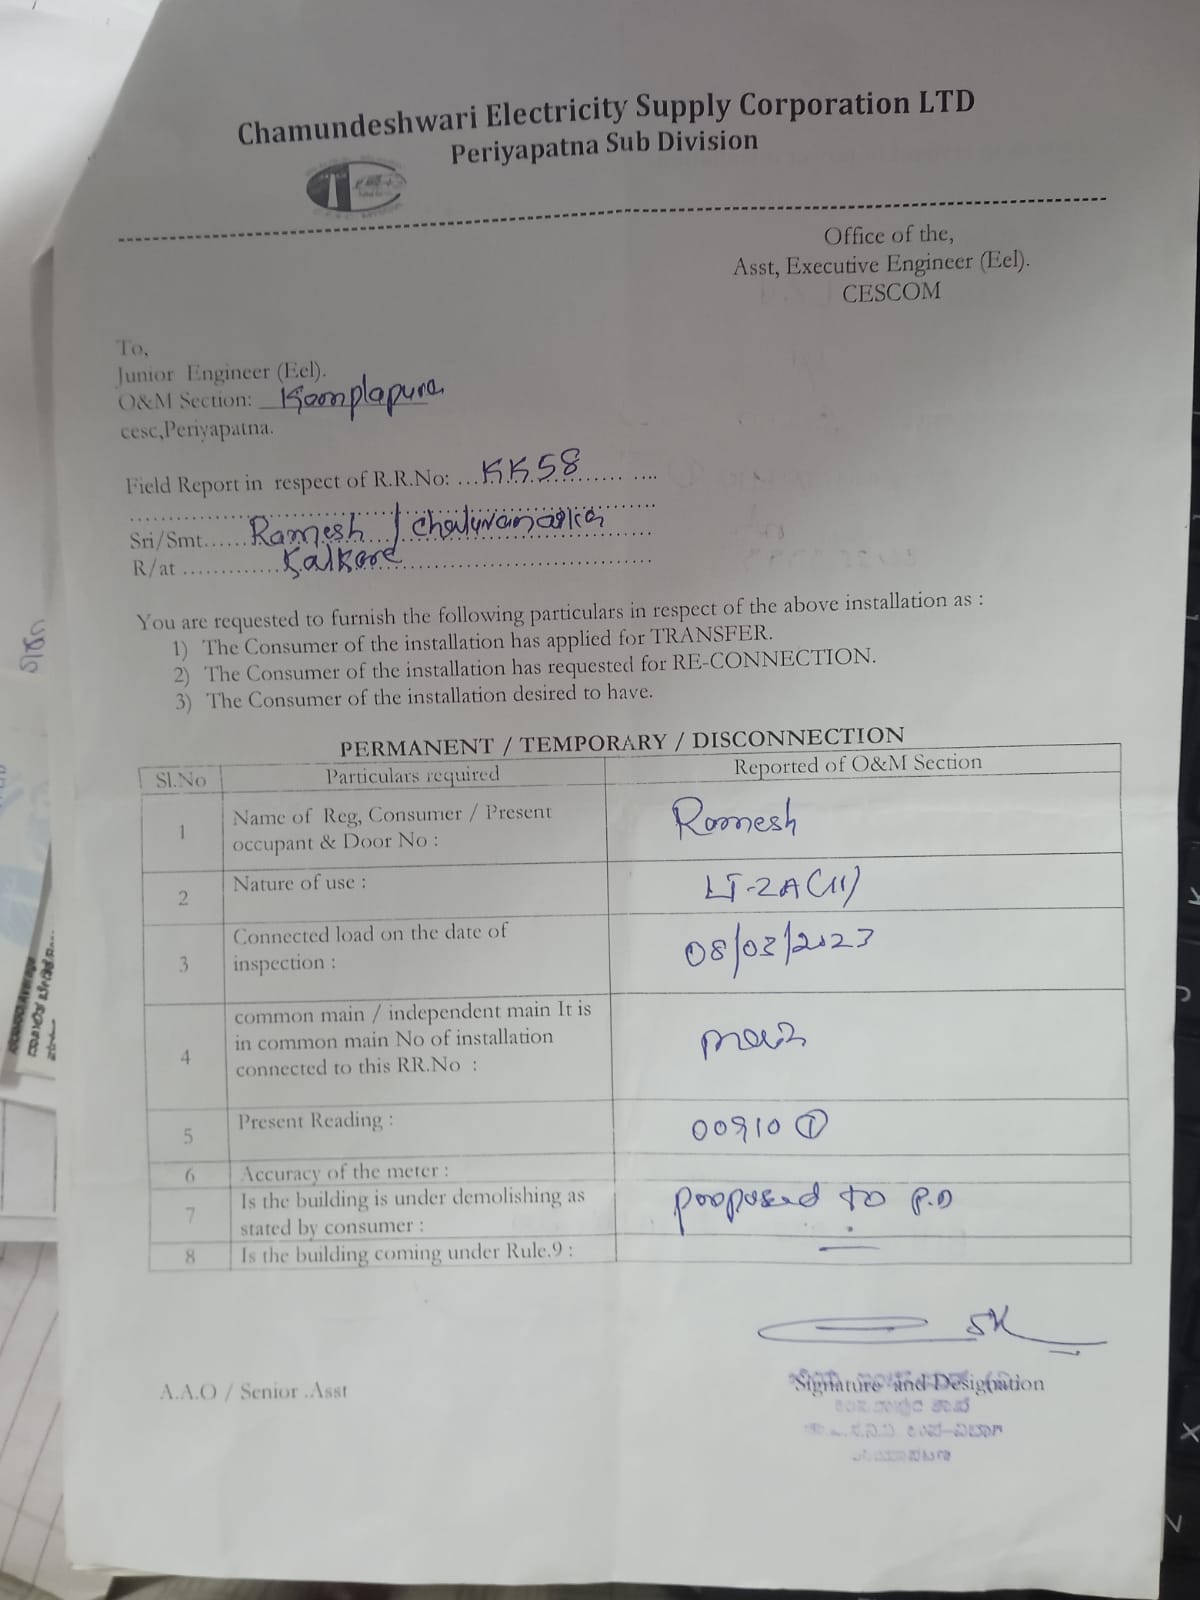 Chamundeshwari Electricity Supply Corporation LTD
Periyapatna Sub Division
Office of the,
Asst, Executive Engineer (Eel).
CESCOM
To,
Junior Engineer (Eel).
O&M Section: Kamplapura
cesc,Periyapatna.
Field Report in respect of R.R.No: ...KK58.......... ....
Sri/Smt......Ramesh /
R/at .............Kalkere
You are requested to furnish the following particulars in respect of the above installation as :
1) The Consumer of the installation has applied for TRANSFER.
2) The Consumer of the installation has requested for RE-CONNECTION.
3) The Consumer of the installation desired to have.
PERMANENT / TEMPORARY / DISCONNECTION
Sl.No Particulars required Reported of O&M Section
1 Name of Reg, Consumer / Present
occupant & Door No : Ramesh
2 Nature of use : LT-2A(11)
3 Connected load on the date of
inspection : 08/03/2023
4 common main / independent main It is
in common main No of installation
connected to this RR.No :
5 Present Reading : 00910 ①
6 Accuracy of the meter :
7 Is the building is under demolishing as
stated by consumer : proposed to P.D
8 Is the building coming under Rule.9 :
A.A.O / Senior .Asst
Signature and Designation